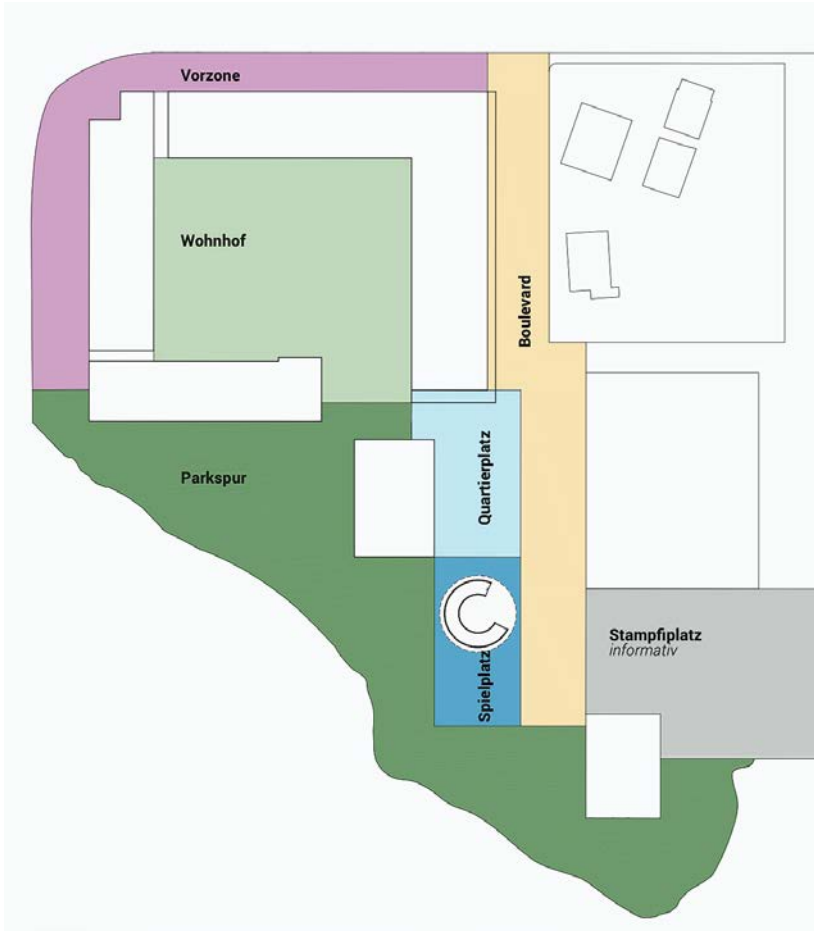 Vorzone
Wohnhof
Boulevard
Parkspur
Quartierplatz
Spielplatz
Stampfiplatz
informativ